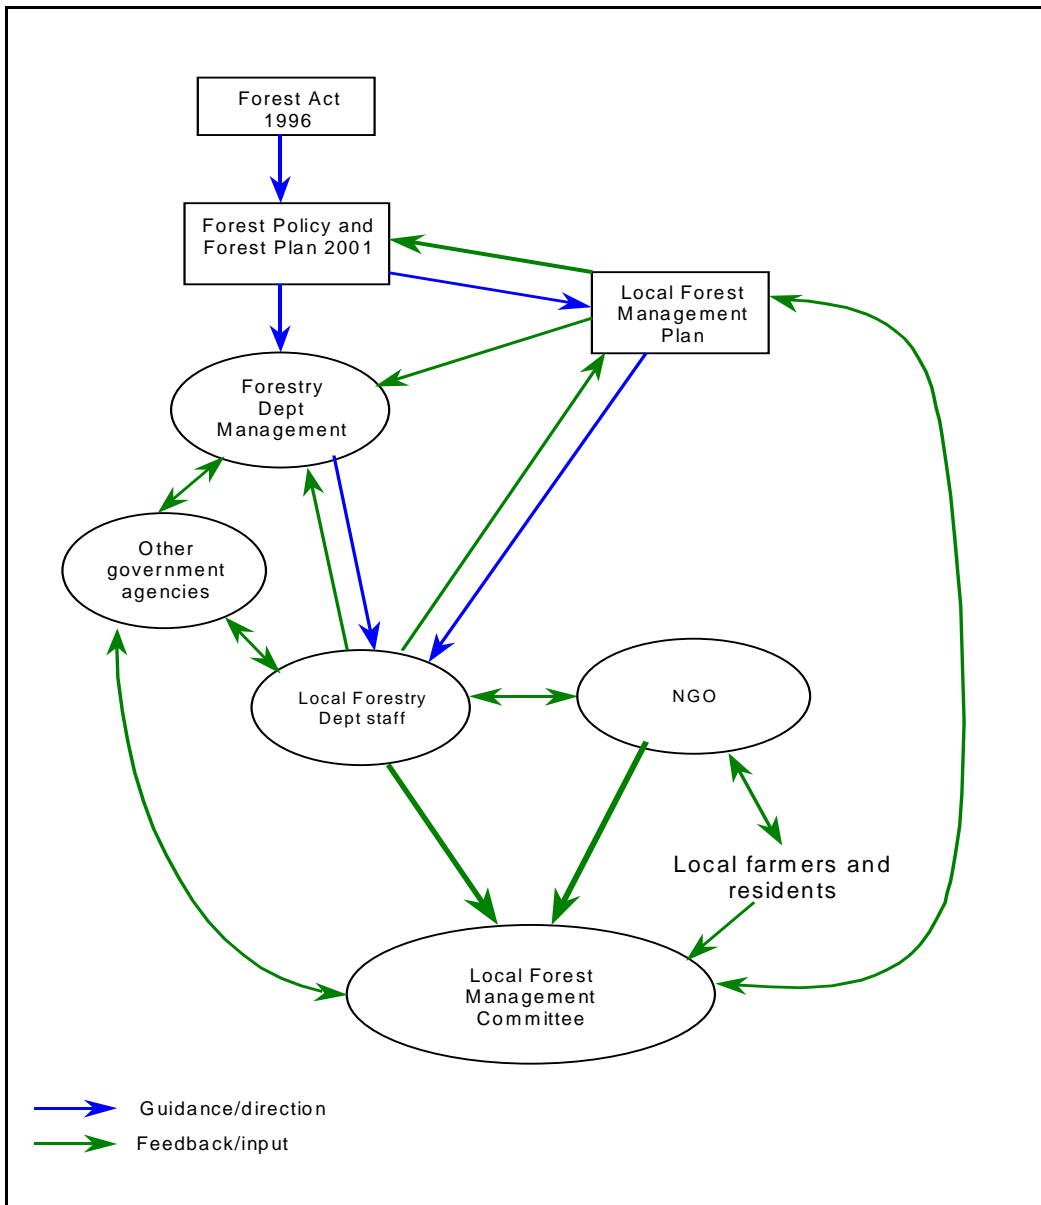 Forest Act
1996
Forest Policy and
Forest Plan 2001
Local Forest
Management
Plan
Forestry
Dept
Management
Other
government
agencies
Local Forestry
Dept staff
NGO
Local farmers and
residents
Local Forest
Management
Committee
Guidance/direction
Feedback/input